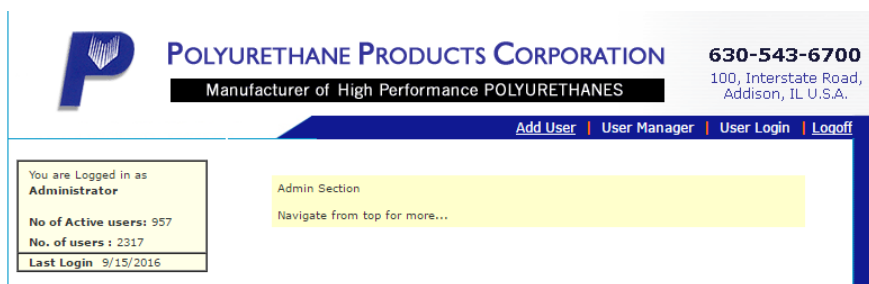 POLYURETHANE PRODUCTS CORPORATION
Manufacturer of High Performance POLYURETHANES
630-543-6700
100, Interstate Road,
Addison, IL U.S.A.
Add User | User Manager | User Login | Logoff
You are Logged in as
Administrator
No of Active users: 957
No. of users : 2317
Last Login 9/15/2016
Admin Section
Navigate from top for more...